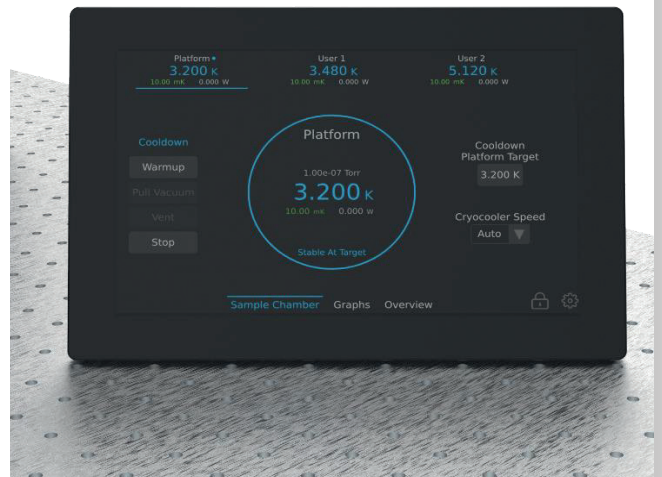 Platform•
3.200 K
10.00 mK 0.000 W
User 1
3.480 K
10.00 mK 0.000 W
User 2
5.120 K
10.00 mK 0.000 W
Cooldown
Warmup
Pull Vacuum
Vent
Stop
Platform
1.00e-07 Torr
3.200 K
10.00 mK 0.000 W
Stable At Target
Cooldown
Platform Target
3.200 K
Cryocooler Speed
Auto
Sample Chamber Graphs Overview